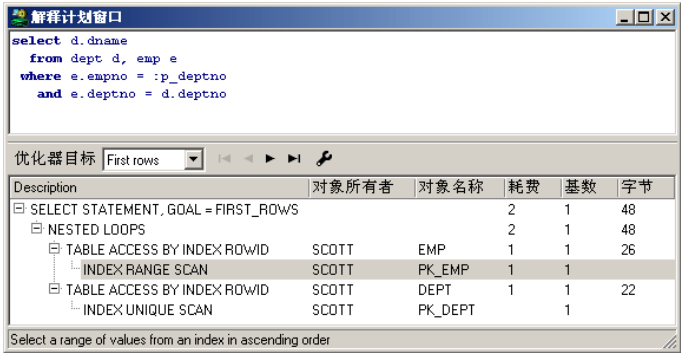 解释计划窗口
select d.dname
from dept d, emp e
where e.empno = :p_deptno
and e.deptno = d.deptno
优化器目标 First rows
Description 对象所有者 对象名称 耗费 基数 字节
SELECT STATEMENT, GOAL = FIRST_ROWS 2 1 48
NESTED LOOPS 2 1 48
TABLE ACCESS BY INDEX ROWID SCOTT EMP 1 1 26
INDEX RANGE SCAN SCOTT PK_EMP 1 1
TABLE ACCESS BY INDEX ROWID SCOTT DEPT 1 1 22
INDEX UNIQUE SCAN SCOTT PK_DEPT 1
Select a range of values from an index in ascending order